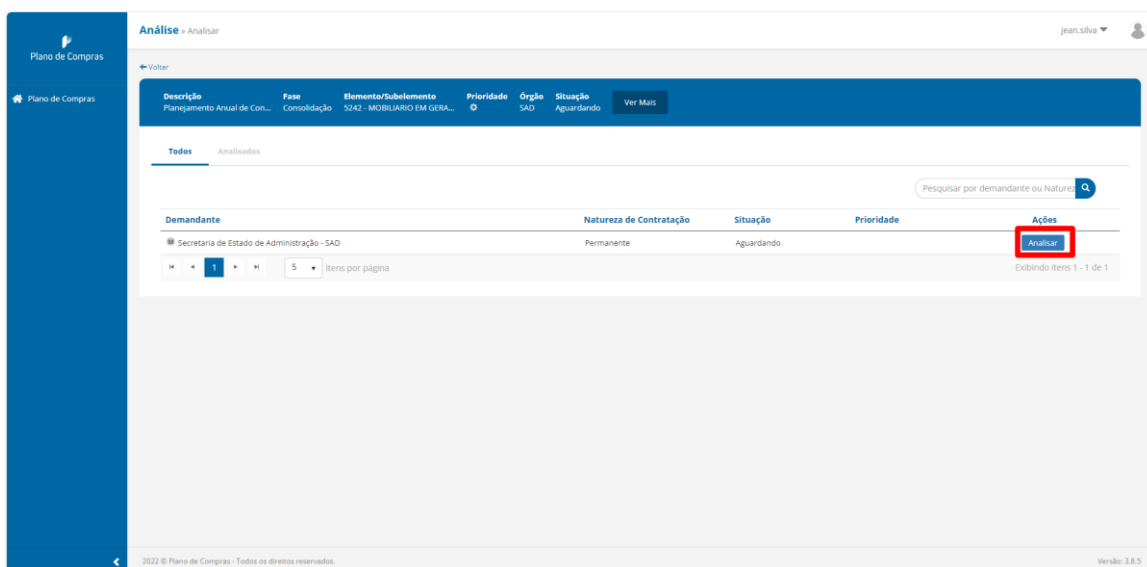 Plano de Compras
Análise » Analisar
jean.silva
Voltar
Plano de Compras
Descrição Fase Elemento/Subelemento Prioridade Órgão Situação
Planejamento Anual de Con... Consolidação 5242 - MOBILIARIO EM GERA... SAD Aguardando
Ver Mais
Todos Analisados
Pesquisar por demandante ou Naturez
Demandante Natureza de Contratação Situação Prioridade Ações
Secretaria de Estado de Administração - SAD Permanente Aguardando Analisar
1 5 itens por página Exibindo itens 1 - 1 de 1
2022 © Plano de Compras - Todos os direitos reservados. Versão: 3.8.5